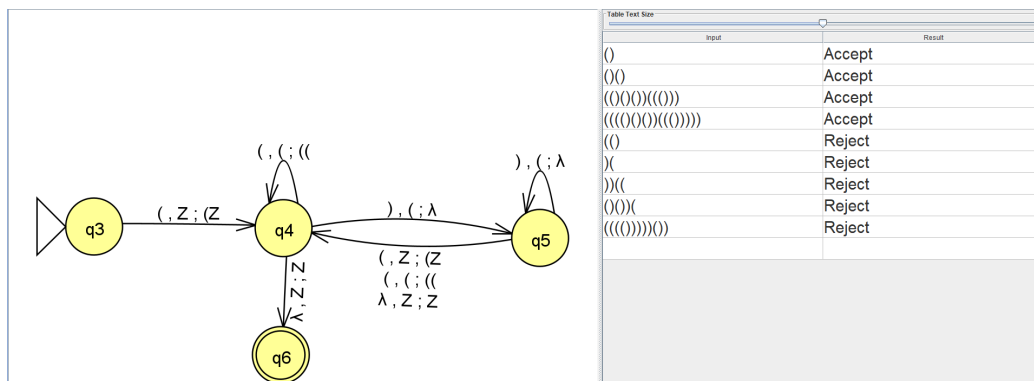 Table Text Size
Input Result
() Accept
()() Accept
(()()())((())) Accept
(((()()())((())))) Accept
(() Reject
)( Reject
))(( Reject
()())( Reject
(((()))))()) Reject
( , ( ; ((
) , ( ; λ
q3
( , Z ; (Z
q4
) , ( ; λ
q5
( , Z ; (Z
( , ( ; ((
λ , Z ; Z
λ , Z ; Z
q6